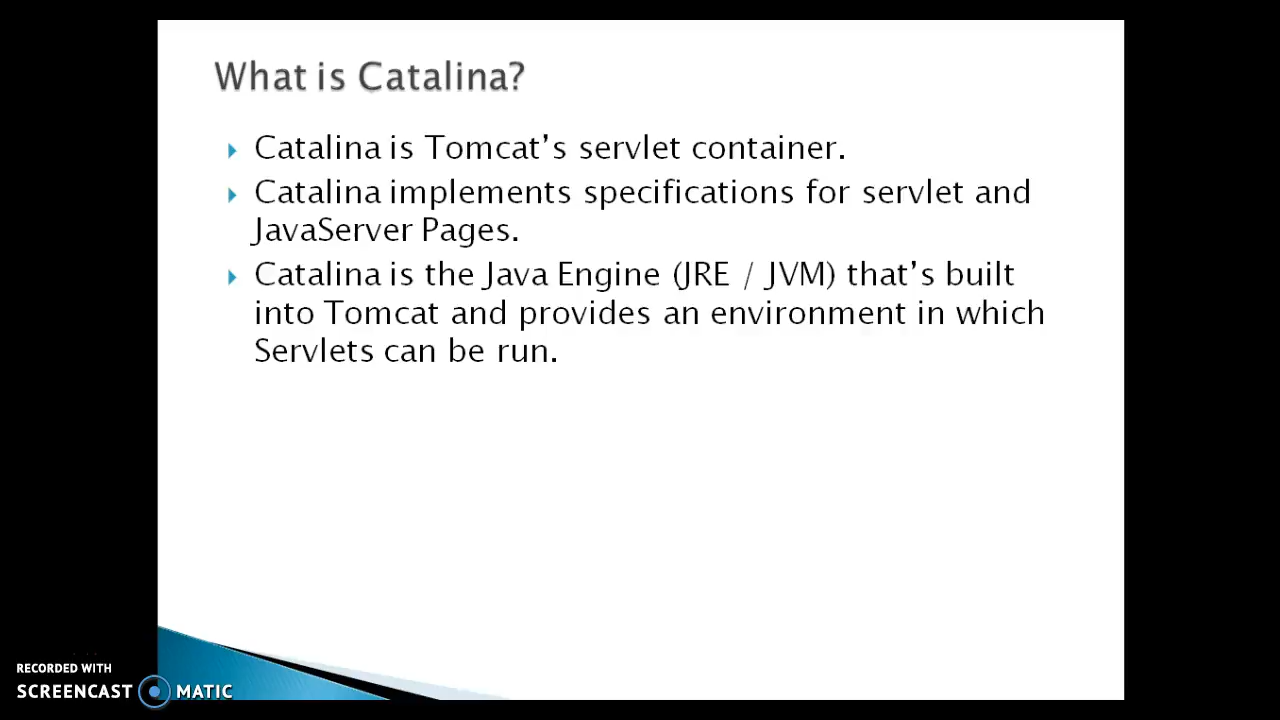 What is Catalina?
Catalina is Tomcat’s servlet container.
Catalina implements specifications for servlet and
JavaServer Pages.
Catalina is the Java Engine (JRE / JVM) that’s built
into Tomcat and provides an environment in which
Servlets can be run.
RECORDED WITH
SCREENCAST MATIC